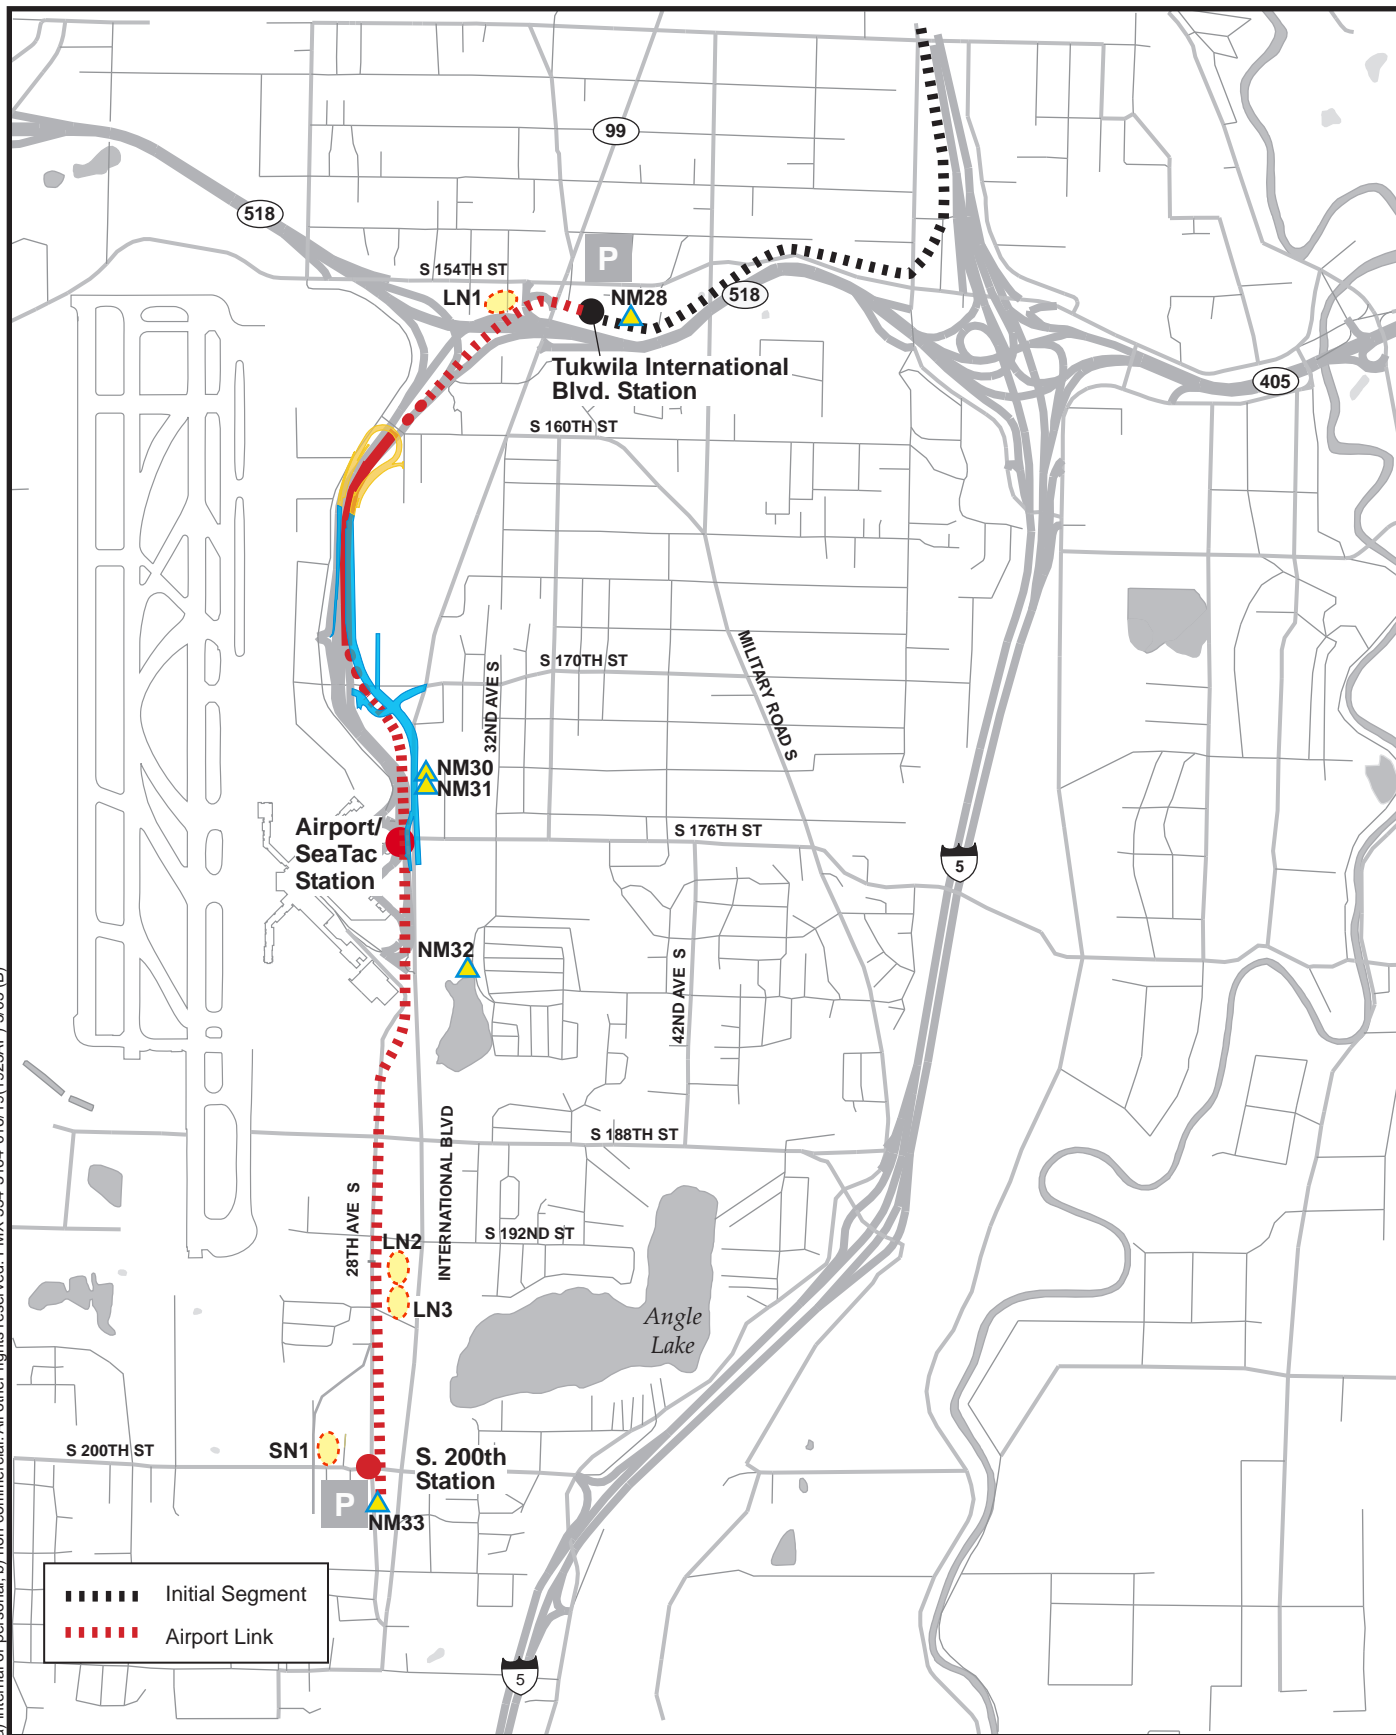 99
518
S 154TH ST
P
LN1
NM28
518
Tukwila International
Blvd. Station
405
S 160TH ST
S 170TH ST
32ND AVE S
MILITARY ROAD S
NM30
NM31
Airport/
SeaTac
Station
S 176TH ST
5
NM32
42ND AVE S
S 188TH ST
INTERNATIONAL BLVD
28TH AVE S
S 192ND ST
LN2
LN3
Angle
Lake
S 200TH ST
SN1
S. 200th
Station
P
NM33
Initial Segment
Airport Link
5